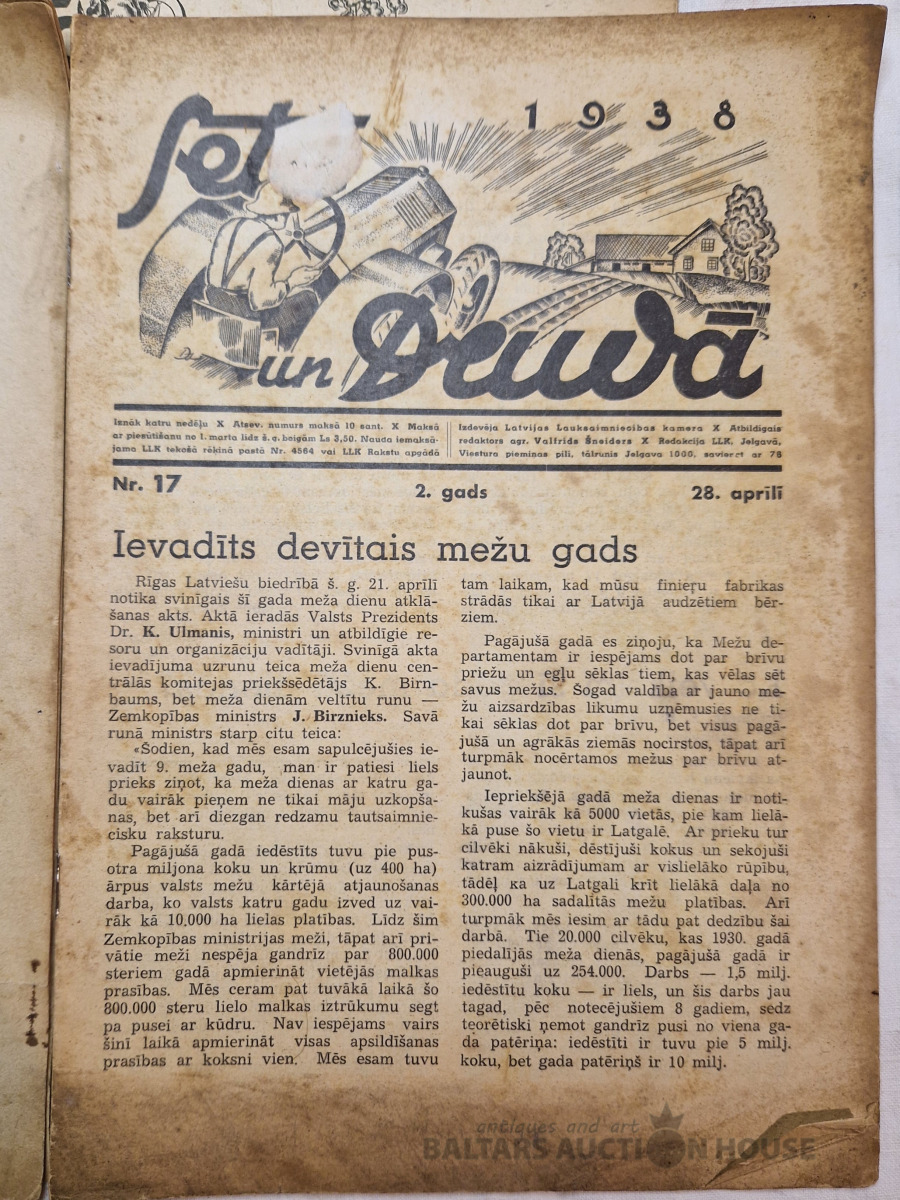 1938
un Druvā
Iznāk katru nedēļu X Atsev. numurs maksā 10 sant. X Maksā
ar piesūtīšanu no 1. marta līdz š. g. beigām Ls 3,50. Nauda iemaksā-
jama LLK tekošā rēķinā pastā Nr. 4564 vai LLK Rakstu apgādā
Izdevēja Latvijas Lauksaimniecības kamera X Atbildīgais
redaktors agr. Valfrids Šneiders X Redakcija LLK, Jelgavā,
Viestura piemiņas pilī, tālrunis Jelgava 1000, savienot ar 76
Nr. 17
2. gads
28. aprīlī
Ievadīts devītais mežu gads
Rīgas Latviešu biedrībā š. g. 21. aprīlī
notika svinīgais šī gada meža dienu atklā-
šanas akts. Aktā ieradās Valsts Prezidents
Dr. K. Ulmanis, ministri un atbildīgie re-
soru un organizāciju vadītāji. Svinīgā akta
ievadījuma uzrunu teica meža dienu cen-
trālās komitejas priekšsēdētājs K. Birn-
baums, bet meža dienām veltītu runu —
Zemkopības ministrs J. Birznieks. Savā
runā ministrs starp citu teica:
«Šodien, kad mēs esam sapulcējušies ie-
vadīt 9. meža gadu, man ir patiesi liels
prieks ziņot, ka meža dienas ar katru ga-
du vairāk pieņem ne tikai māju uzkopša-
nas, bet arī diezgan redzamu tautsaimnie-
cisku raksturu.
Pagājušā gadā iedēstīts tuvu pie pus-
otra miljona koku un krūmu (uz 400 ha)
ārpus valsts mežu kārtējā atjaunošanas
darba, ko valsts katru gadu izved uz vai-
rāk kā 10.000 ha lielas platības. Līdz šim
Zemkopības ministrijas meži, tāpat arī pri-
vātie meži nespēja gandrīz par 800.000
steriem gadā apmierināt vietējās malkas
prasības. Mēs ceram pat tuvākā laikā šo
800.000 steru lielo malkas iztrūkumu segt
pa pusei ar kūdru. Nav iespējams vairs
šinī laikā apmierināt visas apsildīšanas
prasības ar koksni vien. Mēs esam tuvu
tam laikam, kad mūsu finieŗu fabrikas
strādās tikai ar Latvijā audzētiem bēr-
ziem.
Pagājušā gadā es ziņoju, ka Mežu de-
partamentam ir iespējams dot par brīvu
priežu un egļu sēklas tiem, kas vēlas sēt
savus mežus. Šogad valdība ar jauno me-
žu aizsardzības likumu uzņēmusies ne ti-
kai sēklas dot par brīvu, bet visus pagā-
jušā un agrākās ziemās nocirstos, tāpat arī
turpmāk nocērtamos mežus par brīvu at-
jaunot.
Iepriekšējā gadā meža dienas ir noti-
kušas vairāk kā 5000 vietās, pie kam lielā-
kā puse šo vietu ir Latgalē. Ar prieku tur
cilvēki nākuši, dēstījuši kokus un sekojuši
katram aizrādījumam ar vislielāko rūpību,
tādēļ ka uz Latgali krīt lielākā daļa no
300.000 ha sadalītās mežu platības. Arī
turpmāk mēs iesim ar tādu pat dedzību šai
darbā. Tie 20.000 cilvēku, kas 1930. gadā
piedalījās meža dienās, pagājušā gadā ir
pieauguši uz 254.000. Darbs — 1,5 milj.
iedēstītu koku — ir liels, un šis darbs jau
tagad, pēc notecējušiem 8 gadiem, sedz
teorētiski ņemot gandrīz pusi no viena ga-
da patēriņa: iedēstīti ir tuvu pie 5 milj.
koku, bet gada patēriņš ir 10 milj.
antiques and art
BALTARS AUCTION HOUSE